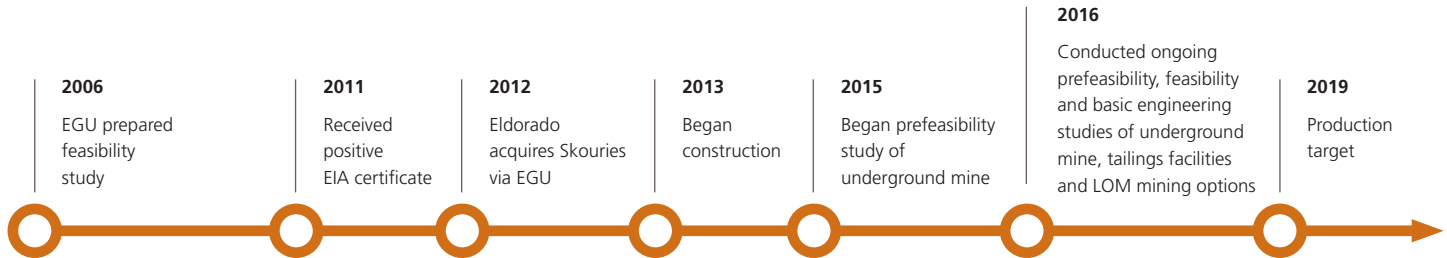 2006
EGU prepared
feasibility
study
2011
Received
positive
EIA certificate
2012
Eldorado
acquires Skouries
via EGU
2013
Began
construction
2015
Began prefeasibility
study of
underground mine
2016
Conducted ongoing
prefeasibility, feasibility
and basic engineering
studies of underground
mine, tailings facilities
and LOM mining options
2019
Production
target